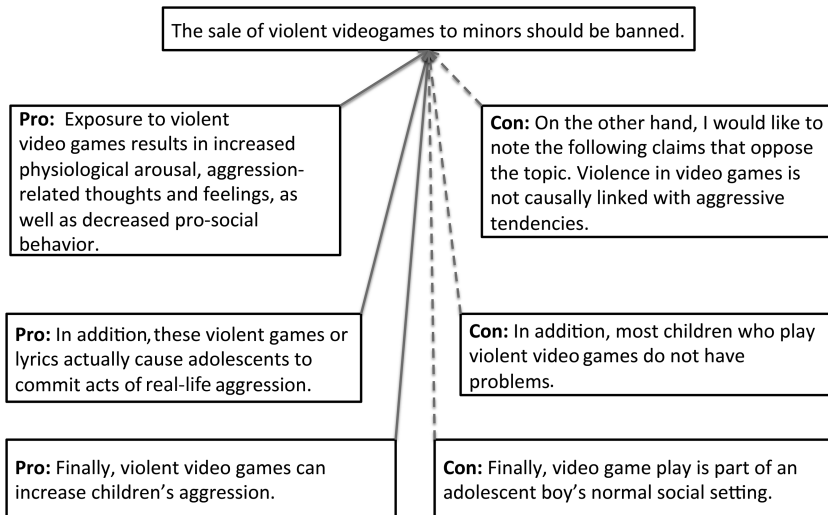 The sale of violent videogames to minors should be banned.
Pro: Exposure to violent
video games results in increased
physiological arousal, aggression-
related thoughts and feelings, as
well as decreased pro-social
behavior.
Con: On the other hand, I would like to
note the following claims that oppose
the topic. Violence in video games is
not causally linked with aggressive
tendencies.
Pro: In addition, these violent games or
lyrics actually cause adolescents to
commit acts of real-life aggression.
Con: In addition, most children who play
violent video games do not have
problems.
Pro: Finally, violent video games can
increase children’s aggression.
Con: Finally, video game play is part of an
adolescent boy’s normal social setting.